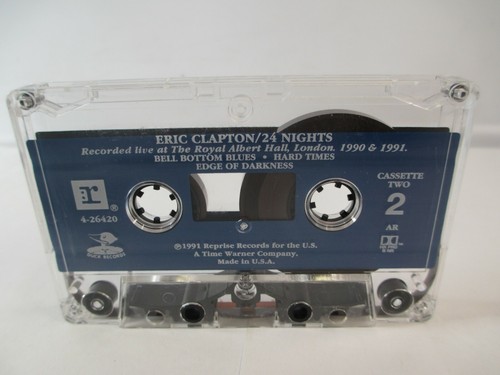 ERIC CLAPTON/24 NIGHTS
Recorded live at The Royal Albert Hall, London. 1990 & 1991.
BELL BOTTOM BLUES • HARD TIMES
EDGE OF DARKNESS
CASSETTE
TWO
2
AR
r ®
4-26420
DUCK RECORDS
℗1991 Reprise Records for the U.S.
A Time Warner Company.
Made in U.S.A.